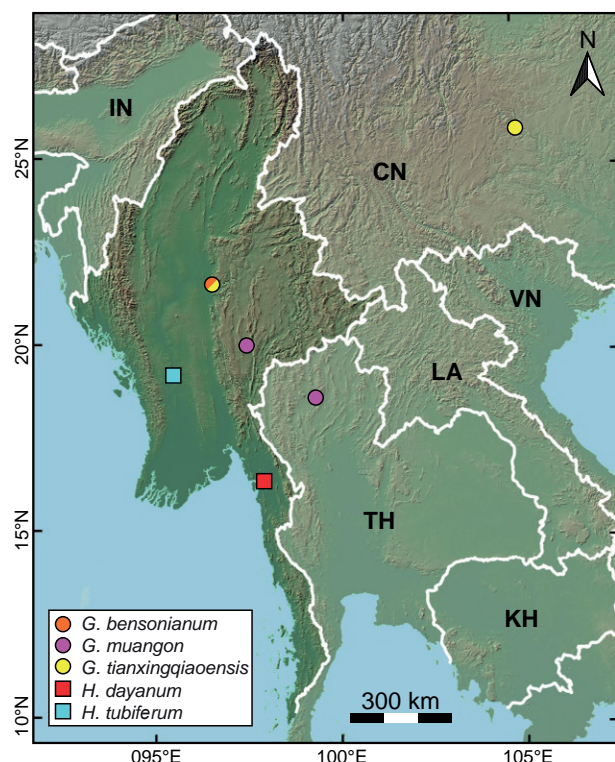 N
IN
CN
25°N
VN
20°N
LA
TH
15°N
KH
G. bensonianum
G. muangon
G. tianxingqiaoensis
H. dayanum
H. tubiferum
300 km
10°N
095°E 100°E 105°E